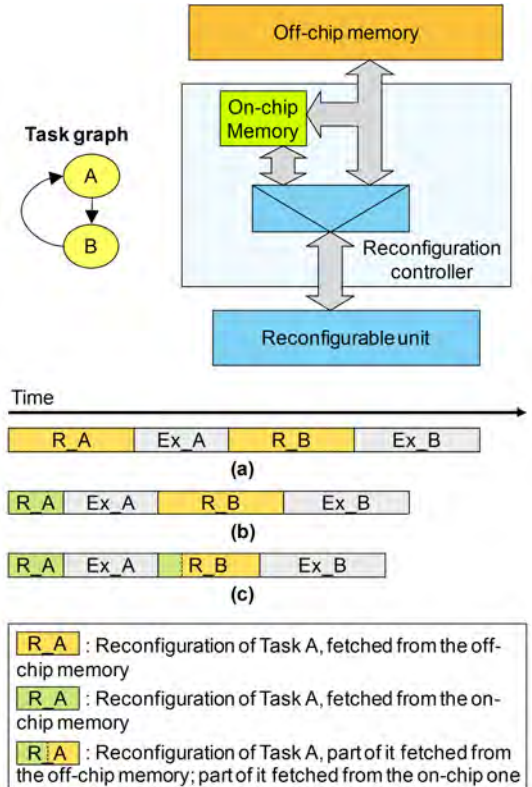 Off-chip memory
On-chip
Memory
Task graph
A
B
Reconfiguration
controller
Reconfigurable unit
Time
R_A Ex_A R_B Ex_B
(a)
R_A Ex_A R_B Ex_B
(b)
R_A Ex_A R_B Ex_B
(c)
R_A : Reconfiguration of Task A, fetched from the off-
chip memory
R_A : Reconfiguration of Task A, fetched from the on-
chip memory
R_A : Reconfiguration of Task A, part of it fetched from
the off-chip memory; part of it fetched from the on-chip one